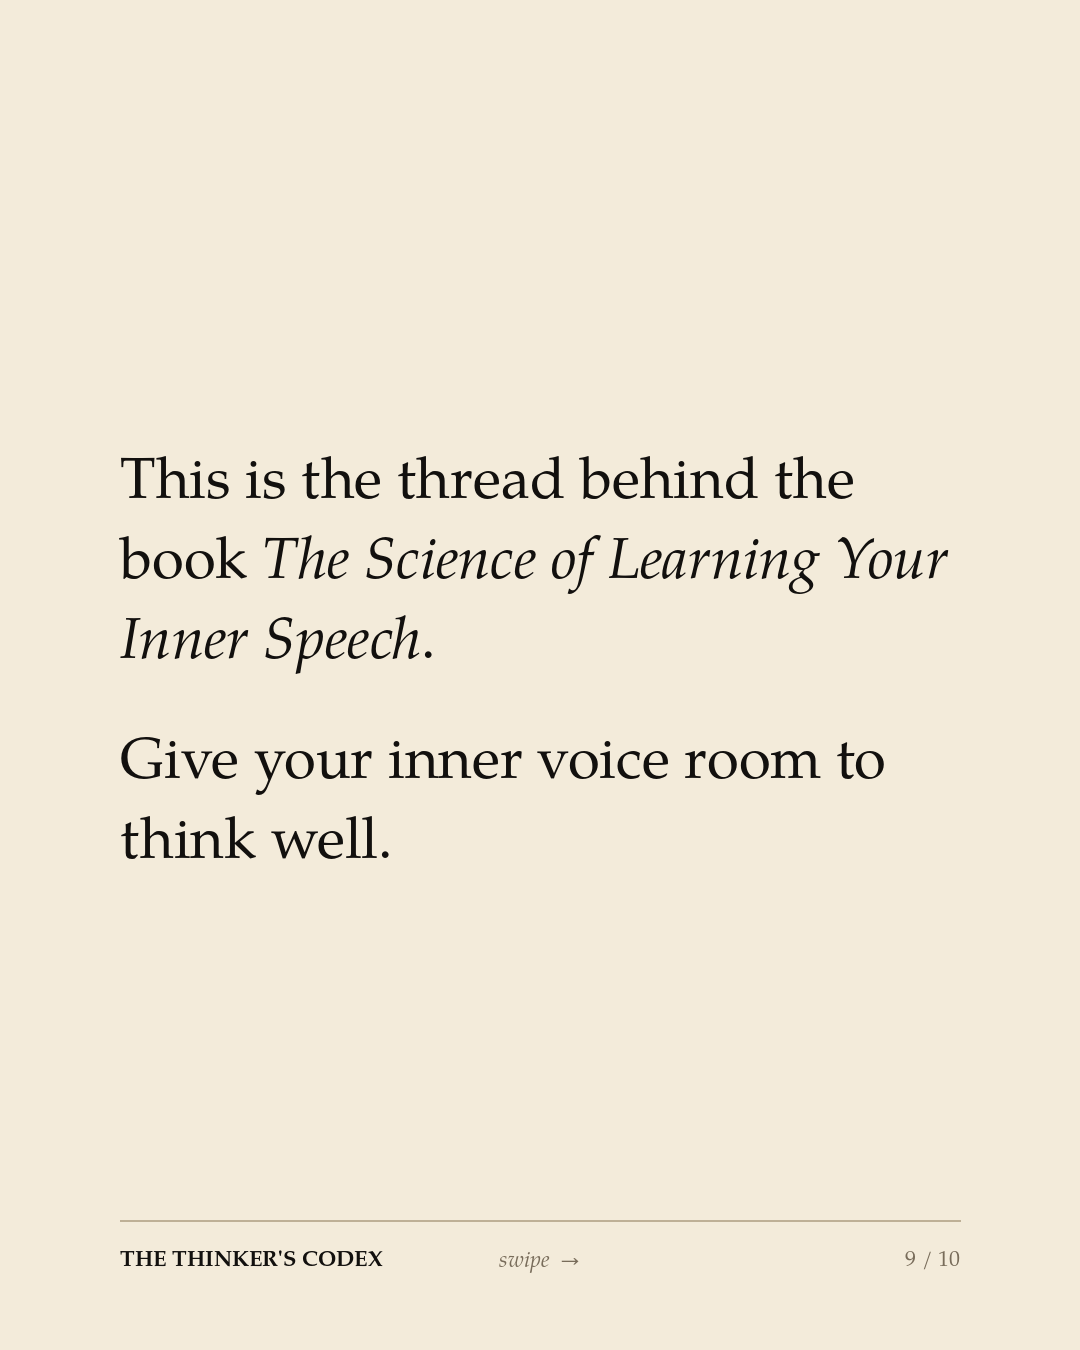 This is the thread behind the
book The Science of Learning Your
Inner Speech.
Give your inner voice room to
think well.
THE THINKER'S CODEX
swipe →
9 / 10